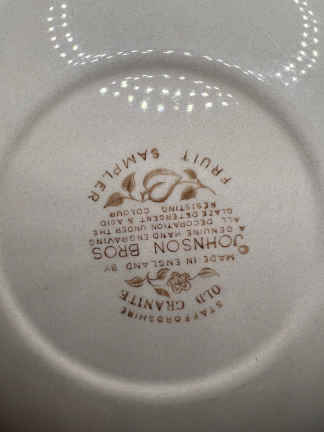 STAFFORDSHIRE
OLD GRANITE
MADE IN ENGLAND BY
©JOHNSON BROS
A GENUINE HAND ENGRAVING
ALL DECORATION UNDER THE
GLAZE DETERGENT & ACID
RESISTING COLOUR
FRUIT SAMPLER